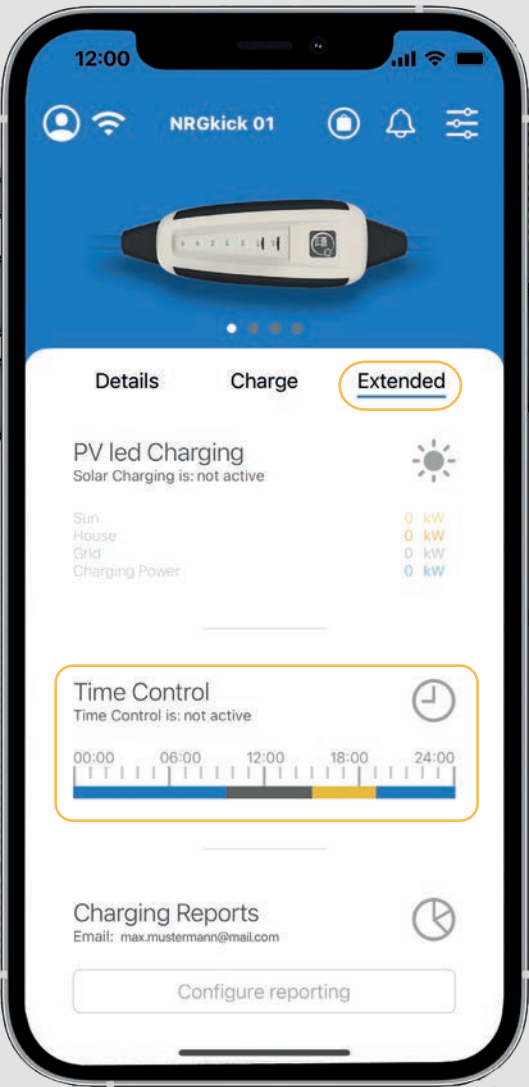 12:00
NRGkick 01
Details Charge Extended
PV led Charging
Solar Charging is: not active
Sun 0 kW
House 0 kW
Grid 0 kW
Charging Power 0 kW
Time Control
Time Control is: not active
00:00 06:00 12:00 18:00 24:00
Charging Reports
Email: max.mustermann@mail.com
Configure reporting